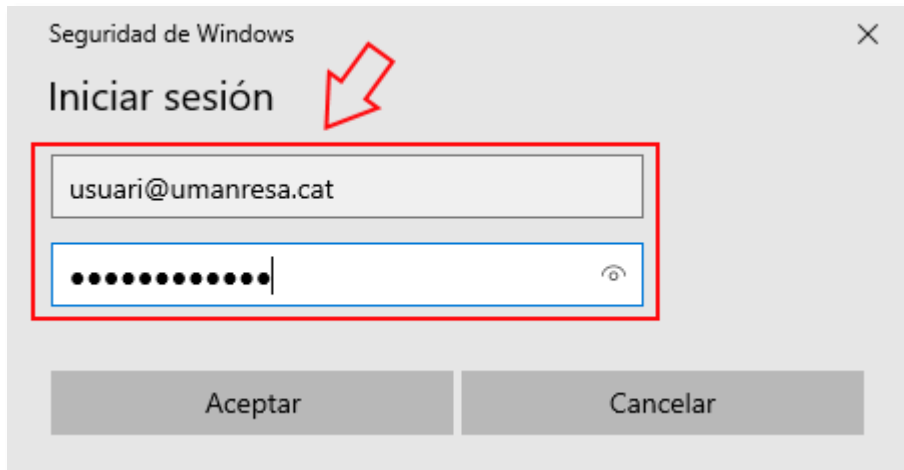 Seguridad de Windows
Iniciar sesión
usuari@umanresa.cat
●●●●●●●●●●●●
Aceptar Cancelar